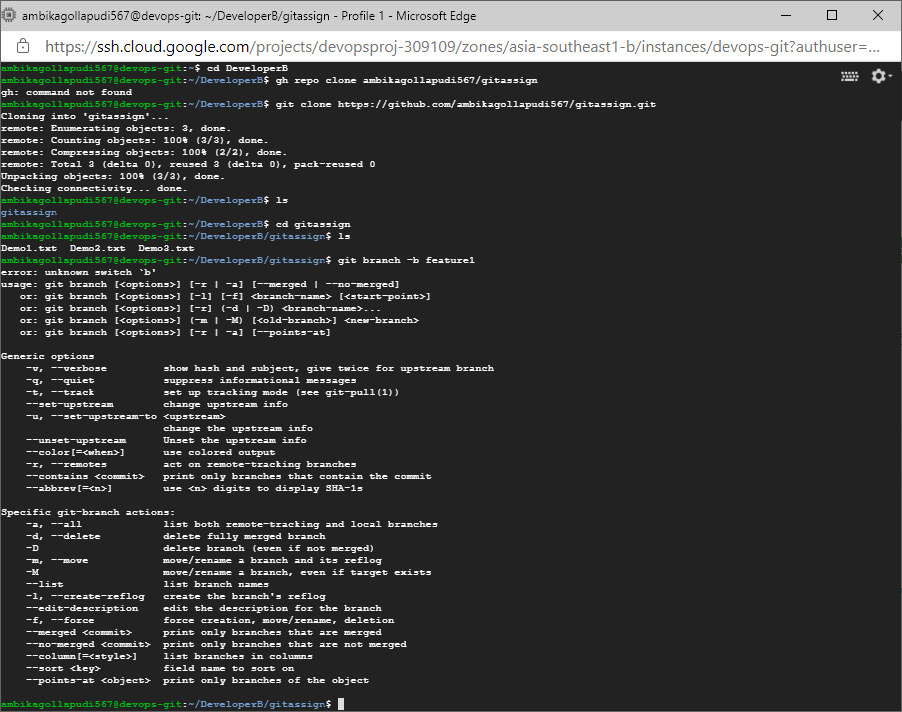 ambikagollapudi567@devops-git: ~/DeveloperB/gitassign - Profile 1 - Microsoft Edge
https://ssh.cloud.google.com/projects/devopsproj-309109/zones/asia-southeast1-b/instances/devops-git?authuser=...
ambikagollapudi567@devops-git:~$ cd DeveloperB
ambikagollapudi567@devops-git:~/DeveloperB$ gh repo clone ambikagollapudi567/gitassign
gh: command not found
ambikagollapudi567@devops-git:~/DeveloperB$ git clone https://github.com/ambikagollapudi567/gitassign.git
Cloning into 'gitassign'...
remote: Enumerating objects: 3, done.
remote: Counting objects: 100% (3/3), done.
remote: Compressing objects: 100% (2/2), done.
remote: Total 3 (delta 0), reused 3 (delta 0), pack-reused 0
Unpacking objects: 100% (3/3), done.
Checking connectivity... done.
ambikagollapudi567@devops-git:~/DeveloperB$ ls
gitassign
ambikagollapudi567@devops-git:~/DeveloperB$ cd gitassign
ambikagollapudi567@devops-git:~/DeveloperB/gitassign$ ls
Demo1.txt  Demo2.txt  Demo3.txt
ambikagollapudi567@devops-git:~/DeveloperB/gitassign$ git branch -b feature1
error: unknown switch `b'
usage: git branch [<options>] [-r | -a] [--merged | --no-merged]
   or: git branch [<options>] [-l] [-f] <branch-name> [<start-point>]
   or: git branch [<options>] [-r] (-d | -D) <branch-name>...
   or: git branch [<options>] (-m | -M) [<old-branch>] <new-branch>
   or: git branch [<options>] [-r | -a] [--points-at]
Generic options
    -v, --verbose         show hash and subject, give twice for upstream branch
    -q, --quiet           suppress informational messages
    -t, --track           set up tracking mode (see git-pull(1))
    --set-upstream        change upstream info
    -u, --set-upstream-to <upstream>
                          change the upstream info
    --unset-upstream      Unset the upstream info
    --color[=<when>]      use colored output
    -r, --remotes         act on remote-tracking branches
    --contains <commit>   print only branches that contain the commit
    --abbrev[=<n>]        use <n> digits to display SHA-1s
Specific git-branch actions:
    -a, --all             list both remote-tracking and local branches
    -d, --delete          delete fully merged branch
    -D                    delete branch (even if not merged)
    -m, --move            move/rename a branch and its reflog
    -M                    move/rename a branch, even if target exists
    --list                list branch names
    -l, --create-reflog   create the branch's reflog
    --edit-description    edit the description for the branch
    -f, --force           force creation, move/rename, deletion
    --merged <commit>     print only branches that are merged
    --no-merged <commit>  print only branches that are not merged
    --column[=<style>]    list branches in columns
    --sort <key>          field name to sort on
    --points-at <object>  print only branches of the object
ambikagollapudi567@devops-git:~/DeveloperB/gitassign$